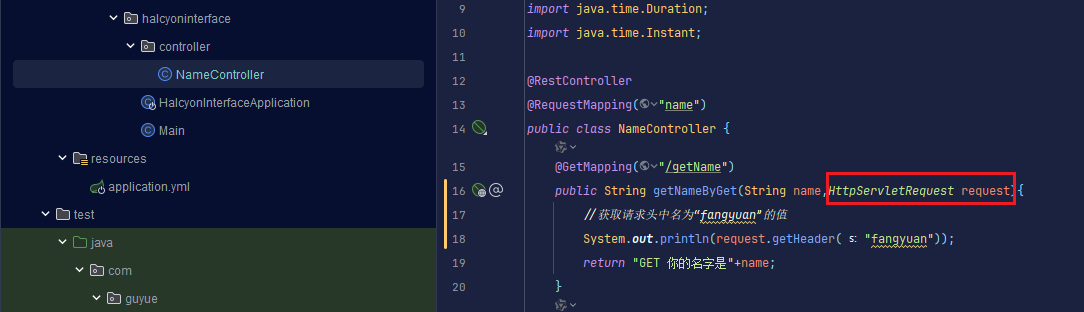 halcyoninterface
controller
NameController
HalcyonInterfaceApplication
Main
resources
application.yml
test
java
com
guyue
9 import java.time.Duration;
10 import java.time.Instant;
11
12 @RestController
13 @RequestMapping("name")
14 public class NameController {
15 @GetMapping("/getName")
16 public String getNameByGet(String name,HttpServletRequest request){
17 //获取请求头中名为“fangyuan”的值
18 System.out.println(request.getHeader( s: "fangyuan"));
19 return "GET 你的名字是"+name;
20 }